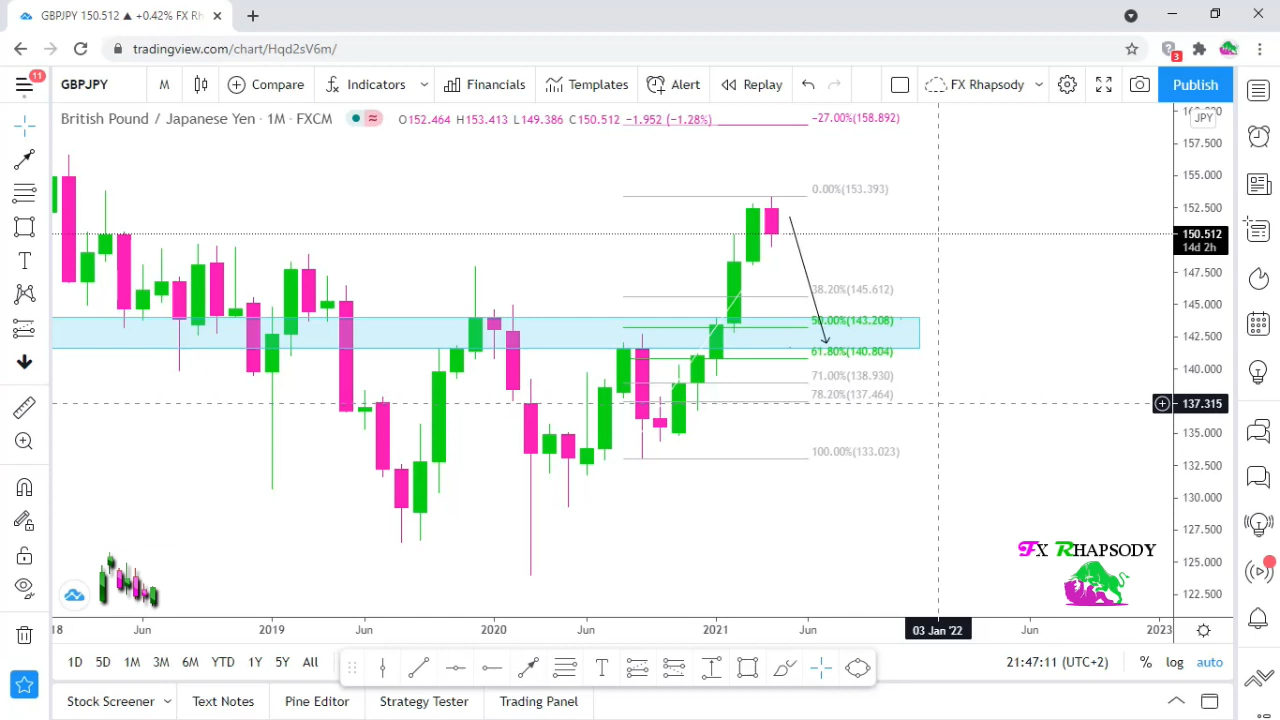 GBPJPY 150.512 ▲ +0.42% FX Rh
tradingview.com/chart/Hqd2sV6m/
3
11
GBPJPY
M
Compare
Indicators
Financials
Templates
Alert
Replay
FX Rhapsody
Publish
British Pound / Japanese Yen · 1M · FXCM
O152.464 H153.413 L149.386 C150.512 −1.952 (−1.28%)
-27.00%(158.892)
JPY
157.500
0.00%(153.393)
155.000
152.500
150.512
14d 2h
147.500
38.20%(145.612)
145.000
50.00%(143.208)
142.500
61.80%(140.804)
140.000
71.00%(138.930)
78.20%(137.464)
137.315
135.000
100.00%(133.023)
132.500
130.000
127.500
FX RHAPSODY
125.000
122.500
18
Jun
2019
Jun
2020
Jun
2021
Jun
03 Jan '22
Jun
2023
1D 5D 1M 3M 6M YTD 1Y 5Y All
T
21:47:11 (UTC+2)
% log auto
Stock Screener
Text Notes
Pine Editor
Strategy Tester
Trading Panel